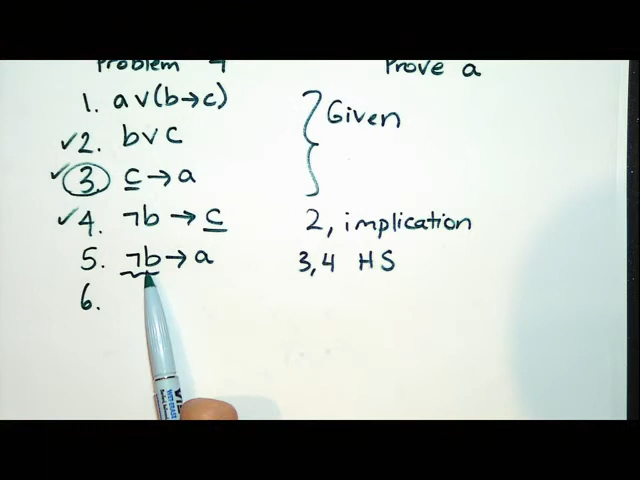 Problem 4 Prove a
1. a∨(b→c) Given
2. b∨c
3. c→a
4. ¬b→c 2, implication
5. ¬b→a 3,4 HS
6.